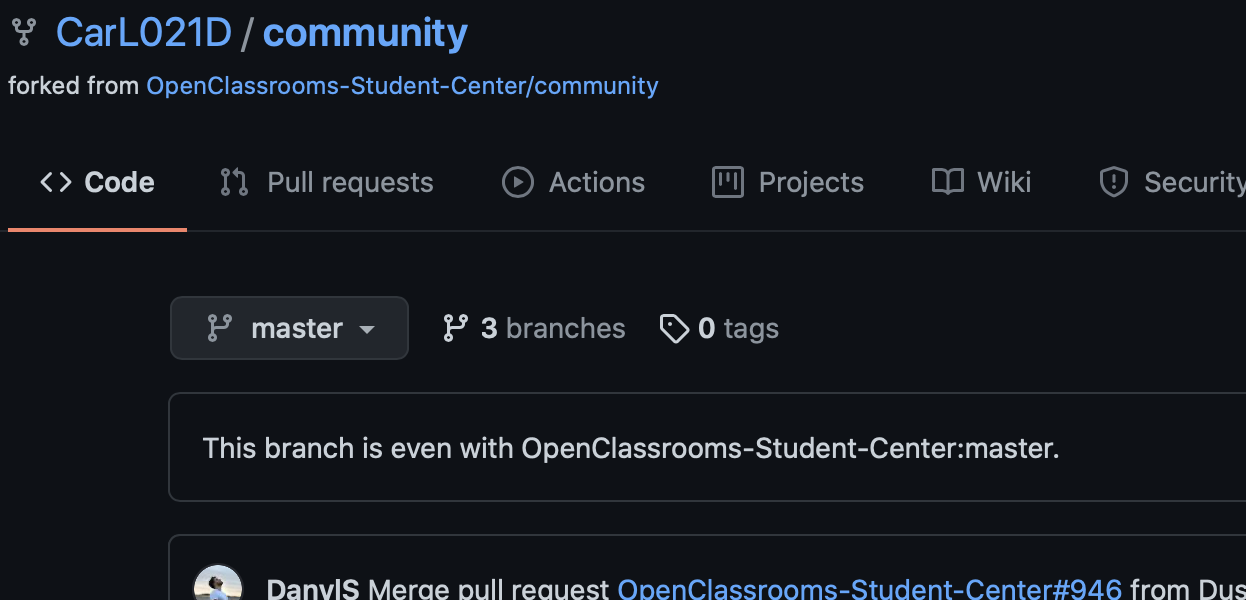 CarL021D / community
forked from OpenClassrooms-Student-Center/community
Code Pull requests Actions Projects Wiki Security
master 3 branches 0 tags
This branch is even with OpenClassrooms-Student-Center:master.
DanylS Merge pull request OpenClassrooms-Student-Center#946 from Dus